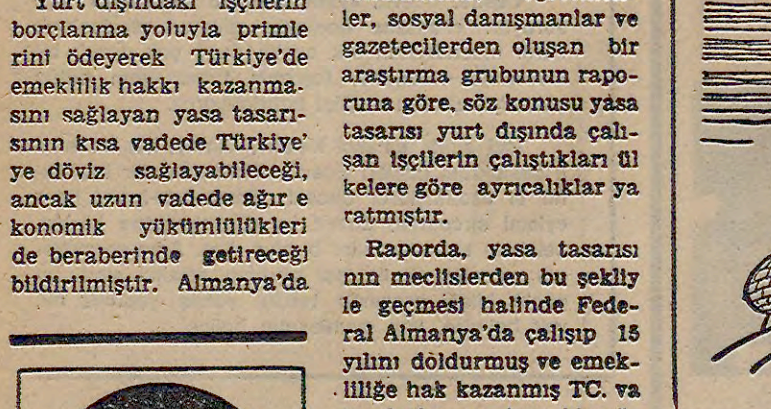 Yurt dışındaki işçilerin
borçlanma yoluyla primle
rini ödeyerek Türkiye'de
emeklilik hakkı kazanma-
sını sağlayan yasa tasarı-
sının kısa vadede Türkiye'
ye döviz sağlayabileceği,
ancak uzun vadede ağır e
konomik yükümlülükleri
de beraberinde getireceği
bildirilmiştir. Almanya'da
ler, sosyal danışmanlar ve
gazetecilerden oluşan bir
araştırma grubunun rapo-
runa göre, söz konusu yasa
tasarısı yurt dışında çalı-
şan işçilerin çalıştıkları ül
kelere göre ayrıcalıklar ya
ratmıştır.
Raporda, yasa tasarısı
nın meclislerden bu şekliy
le geçmesi halinde Fede-
ral Almanya'da çalışıp 15
yılını doldurmuş ve emek-
liliğe hak kazanmış TC. va